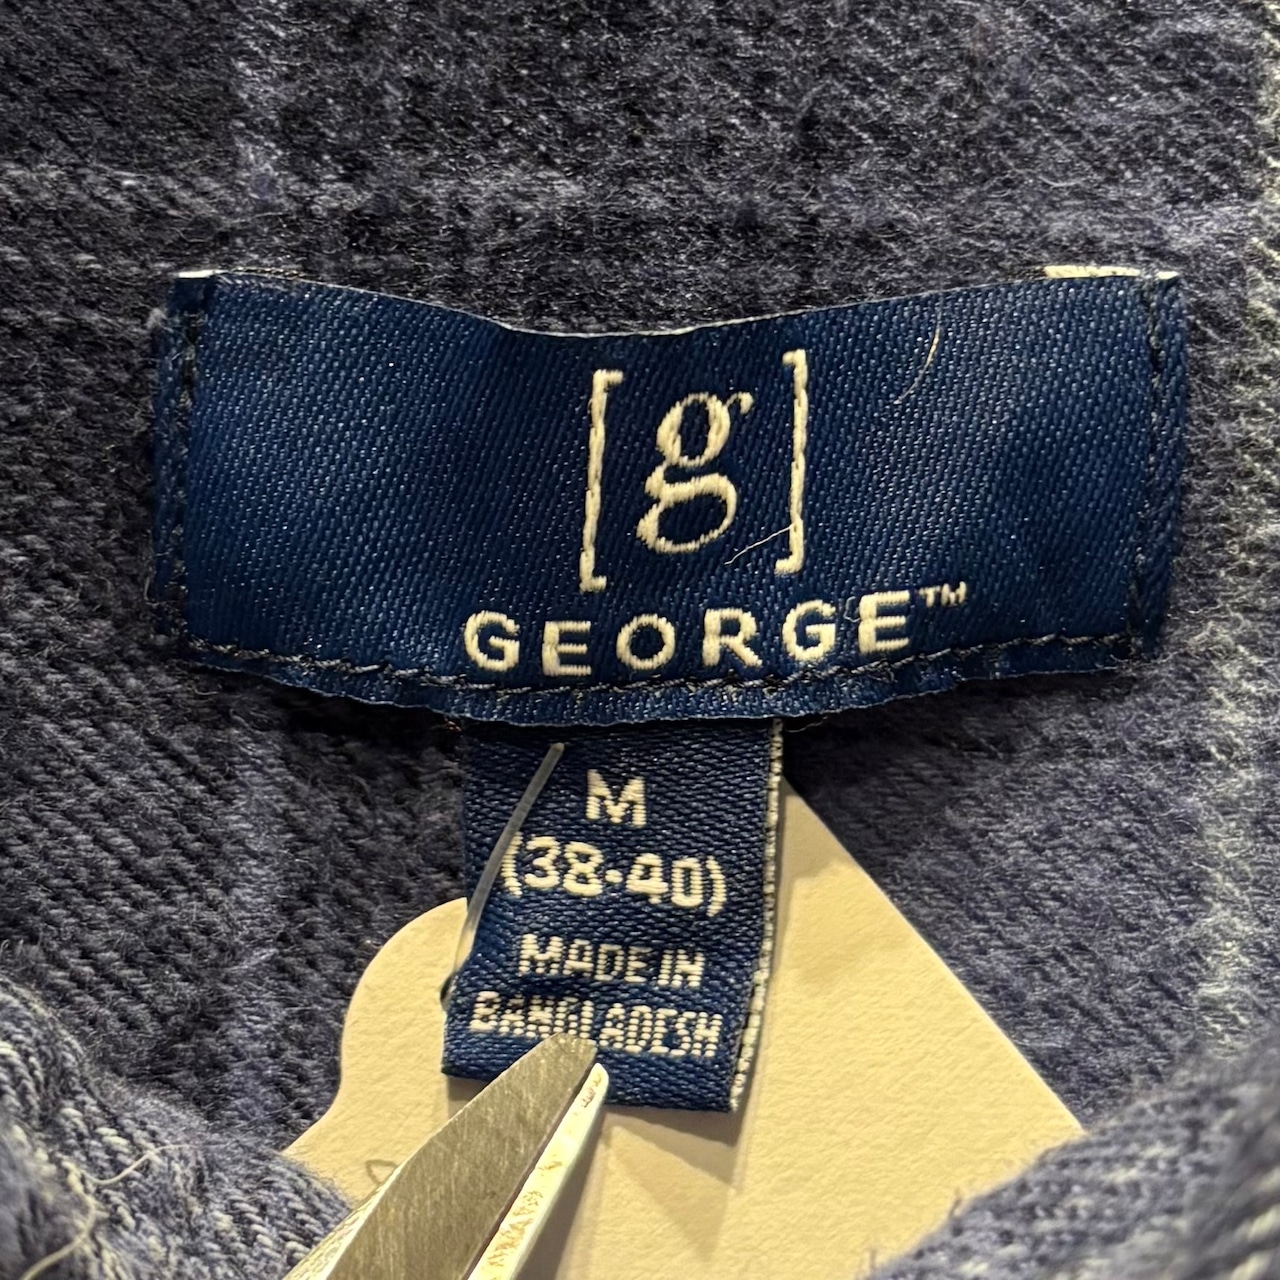 [g]
GEORGE™
M
(38-40)
MADE IN
BANGLADESH